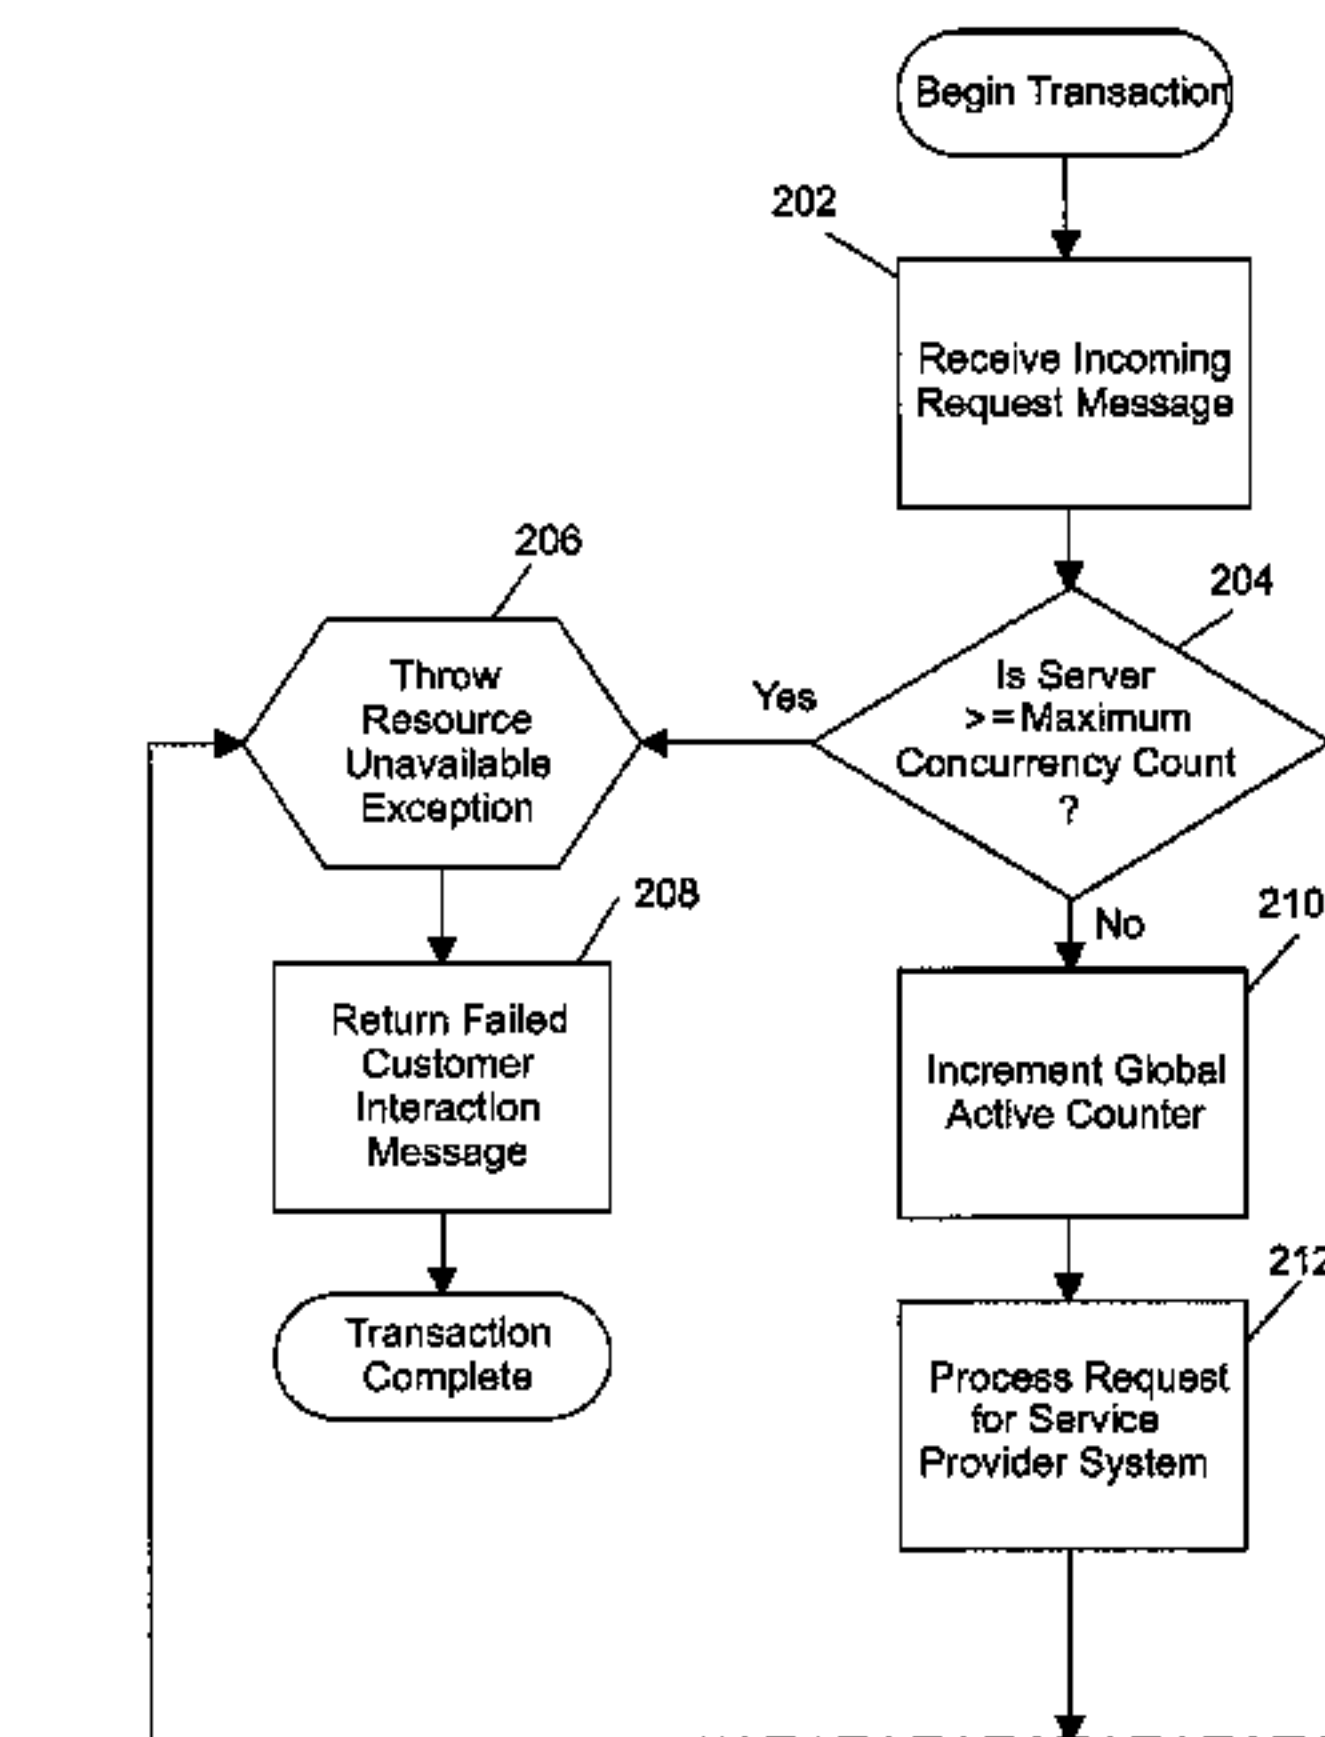 Begin Transaction
202
Receive Incoming
Request Message
206
204
Throw
Resource
Unavailable
Exception
Yes
Is Server
>=Maximum
Concurrency Count
?
208
No
210
Return Failed
Customer
Interaction
Message
Increment Global
Active Counter
212
Transaction
Complete
Process Request
for Service
Provider System